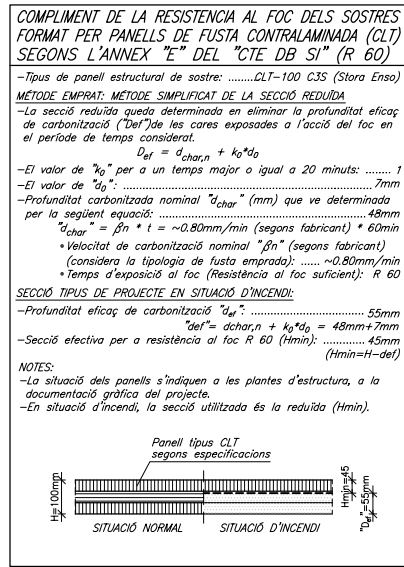 COMPLIMENT DE LA RESISTENCIA AL FOC DELS SOSTRES
FORMAT PER PANELLS DE FUSTA CONTRALAMINADA (CLT)
SEGONS L'ANNEX "E" DEL "CTE DB SI" (R 60)
-Tipus de panell estructural de sostre: ........CLT-100 C3S (Stora Enso)
MÉTODE EMPRAT: MÉTODE SIMPLIFICAT DE LA SECCIÓ REDUÏDA
-La secció reduïda queda determinada en eliminar la profunditat eficaç
de carbonització ("Def")de les cares exposades a l'acció del foc en
el període de temps considerat.
Def = dchar,n + k0*d0
-El valor de "k0" per a un temps major o igual a 20 minuts: ........ 1
-El valor de "d0": ........ 7mm
-Profunditat carbonitzada nominal "dchar" (mm) que ve determinada
per la següent equació: ........ 48mm
"dchar" = βn * t = ~0.80mm/min (segons fabricant) * 60min
• Velocitat de carbonització nominal "βn" (segons fabricant)
(considera la tipologia de fusta emprada): ...... ~0.80mm/min
• Temps d'exposició al foc (Resistència al foc suficient): R 60
SECCIÓ TIPUS DE PROJECTE EN SITUACIÓ D'INCENDI:
-Profunditat eficaç de carbonització "def": ........ 55mm
"def"= dchar,n + k0*d0 = 48mm+7mm
-Secció efectiva per a resistència al foc R 60 (Hmin): ........ 45mm
(Hmin=H-def)
NOTES:
-La situació dels panells s'indiquen a les plantes d'estructura, a la
documentació gràfica del projecte.
-En situació d'incendi, la secció utilitzada és la reduïda (Hmin).
Panell tipus CLT
segons especificacions
H=100mm
Hmin=45
"Def"=55mm
SITUACIÓ NORMAL
SITUACIÓ D'INCENDI